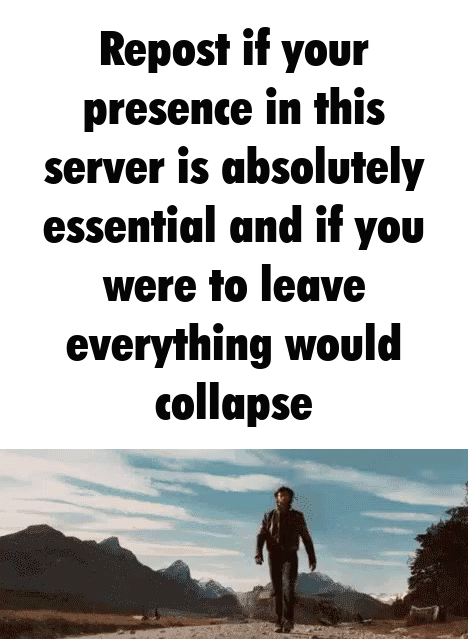 Repost if your
presence in this
server is absolutely
essential and if you
were to leave
everything would
collapse